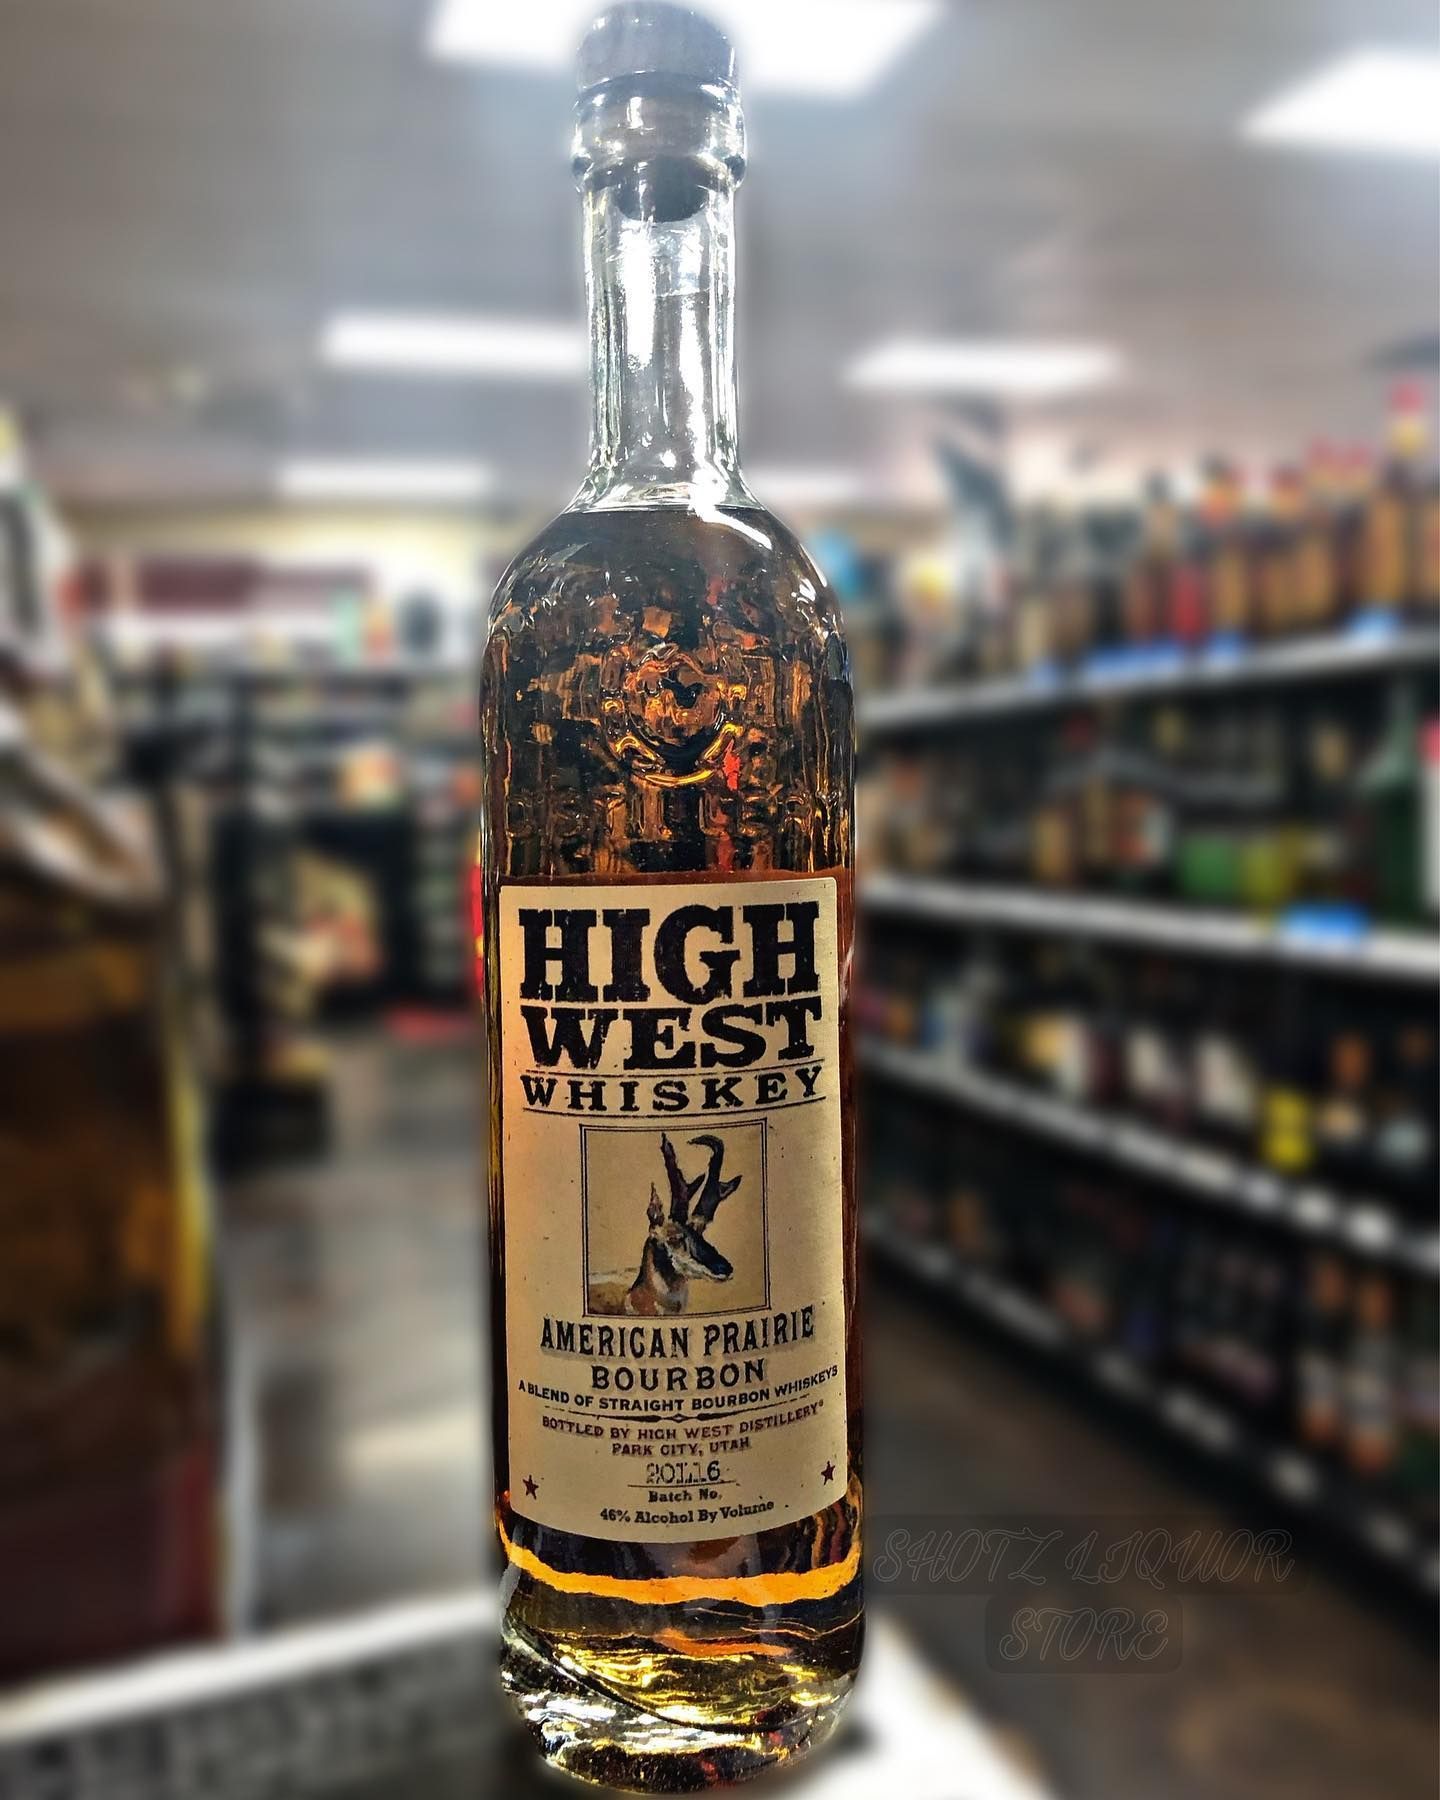 HIGH
WEST
WHISKEY
AMERICAN PRAIRIE
BOURBON
A BLEND OF STRAIGHT BOURBON WHISKEYS
BOTTLED BY HIGH WEST DISTILLERY®
PARK CITY, UTAH
20L16
Batch No.
46% Alcohol By Volume
SHOTZ LIQUOR
STORE